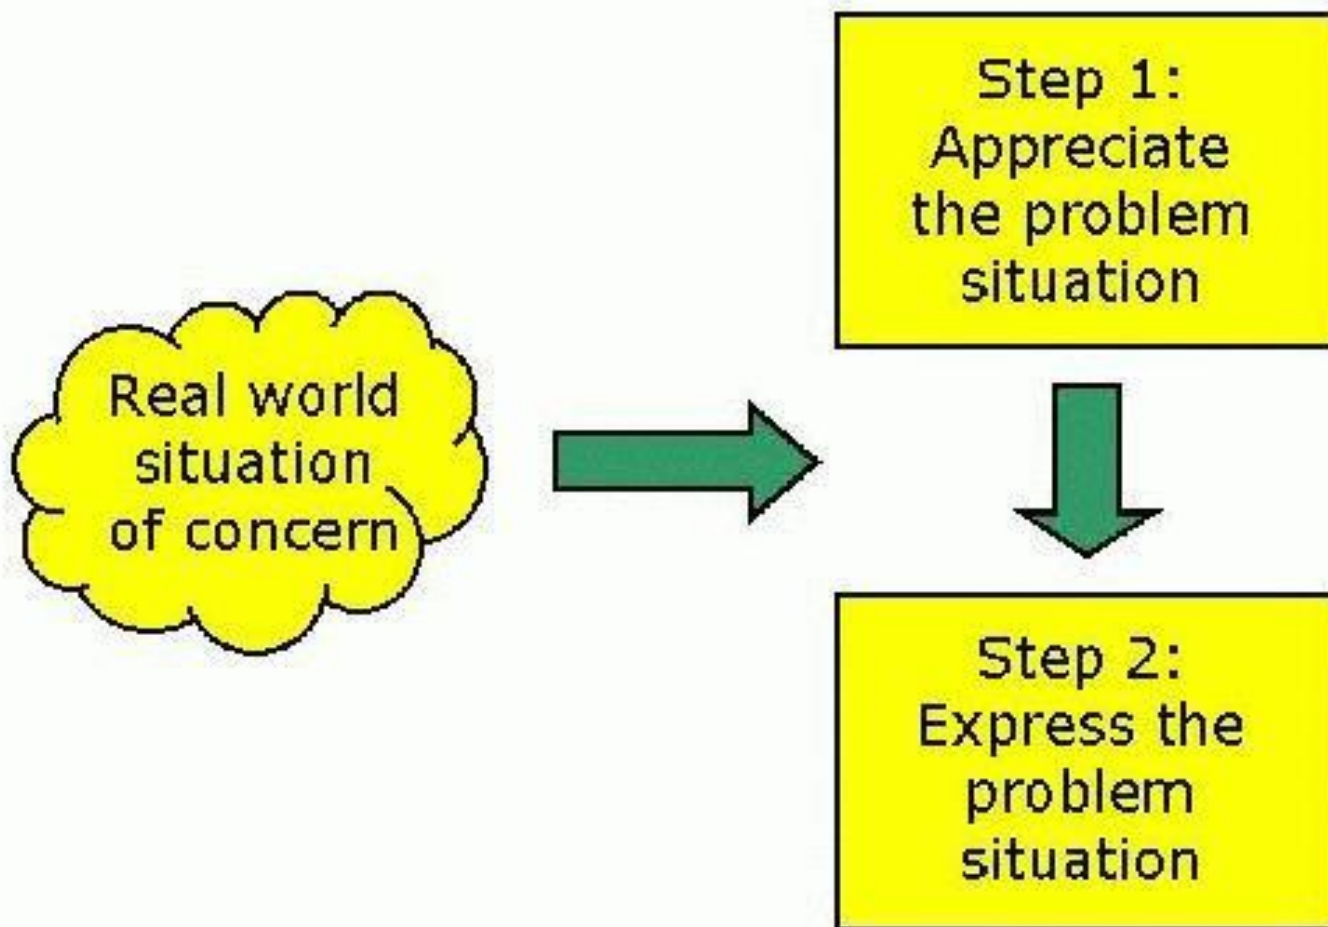 Real world
situation
of concern
Step 1:
Appreciate
the problem
situation
Step 2:
Express the
problem
situation